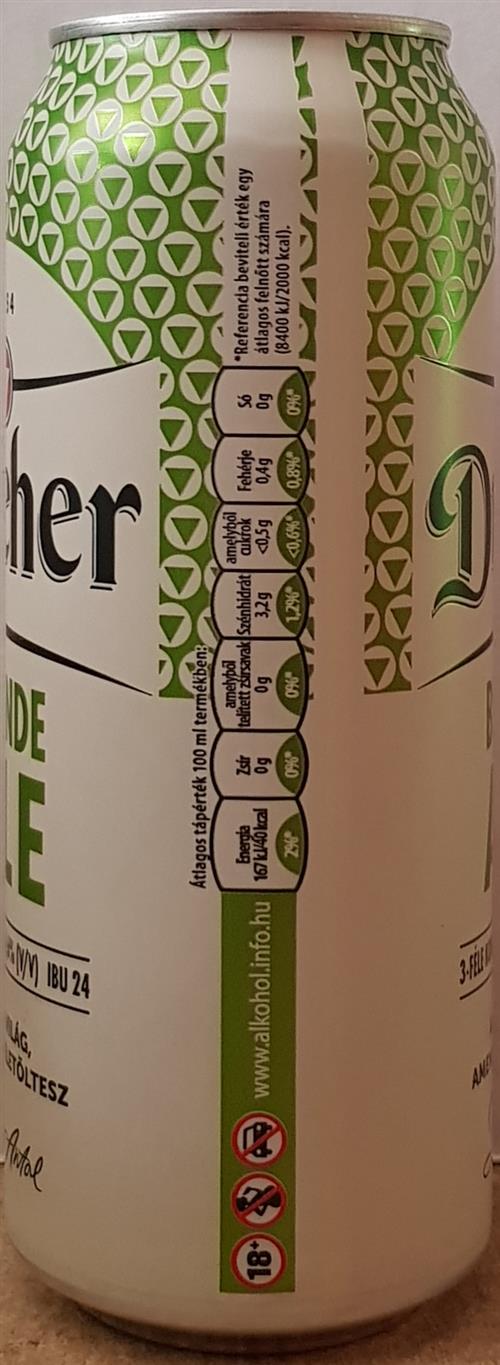 her
NDE
LE
(V/V) IBU 24
LETÖLTESZ
Antal
*Referencia beviteli érték egy
átlagos felnőtt számára
(8400 kJ/2000 kcal).
Átlagos tápérték 100 ml termékben:
Energia
167 kJ/40 kcal
2%*
Zsír
0g
0%*
amelyből
telített zsírsavak
0g
0%*
Szénhidrát
3,2g
1,2%*
amelyből
cukrok
<0,5g
<0,6%*
Fehérje
0,4g
0,8%*
Só
0g
0%*
www.alkohol.info.hu
18+
D
3-FÉLE
AME